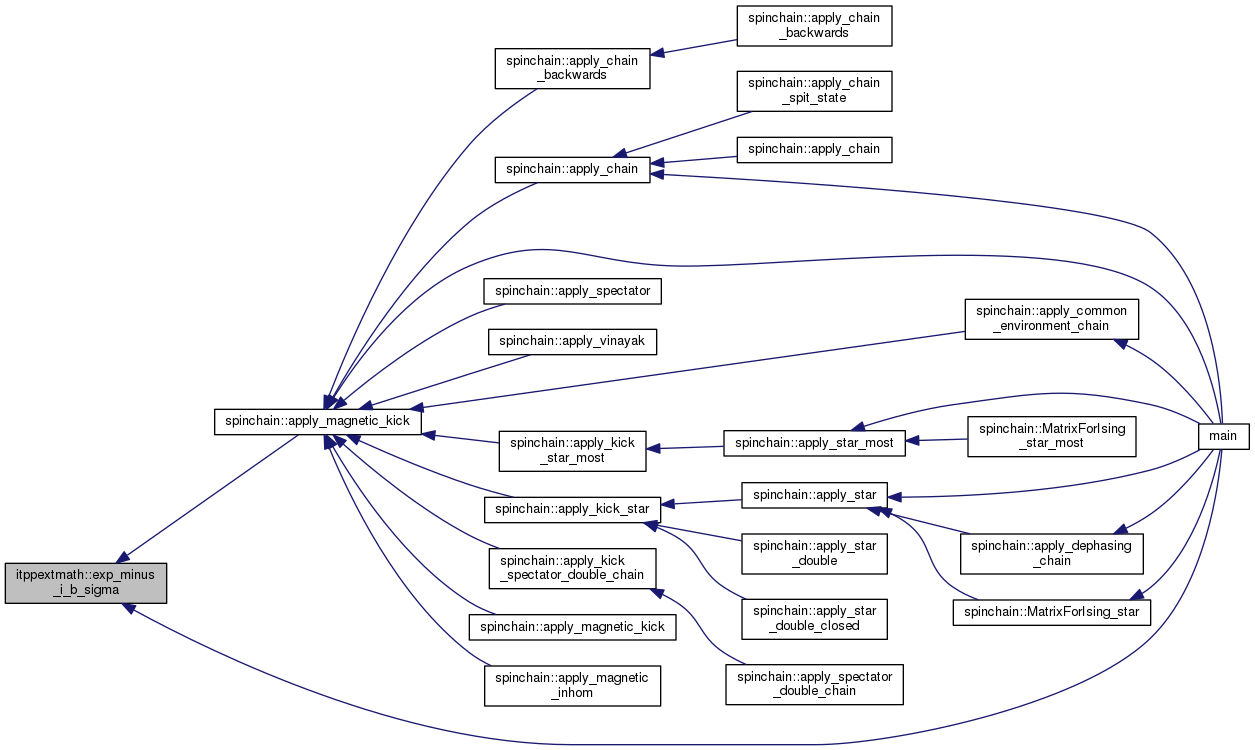 spinchain::apply_chain
_backwards
spinchain::apply_chain
_backwards
spinchain::apply_chain
_spit_state
spinchain::apply_chain
spinchain::apply_chain
spinchain::apply_spectator
spinchain::apply_common
_environment_chain
spinchain::apply_vinayak
spinchain::apply_magnetic_kick
spinchain::apply_kick
_star_most
spinchain::apply_star_most
spinchain::MatrixForIsing
_star_most
main
spinchain::apply_kick_star
spinchain::apply_star
spinchain::apply_star
_double
spinchain::apply_dephasing
_chain
itppextmath::exp_minus
_i_b_sigma
spinchain::apply_kick
_spectator_double_chain
spinchain::apply_star
_double_closed
spinchain::MatrixForIsing_star
spinchain::apply_magnetic_kick
spinchain::apply_magnetic
_inhom
spinchain::apply_spectator
_double_chain